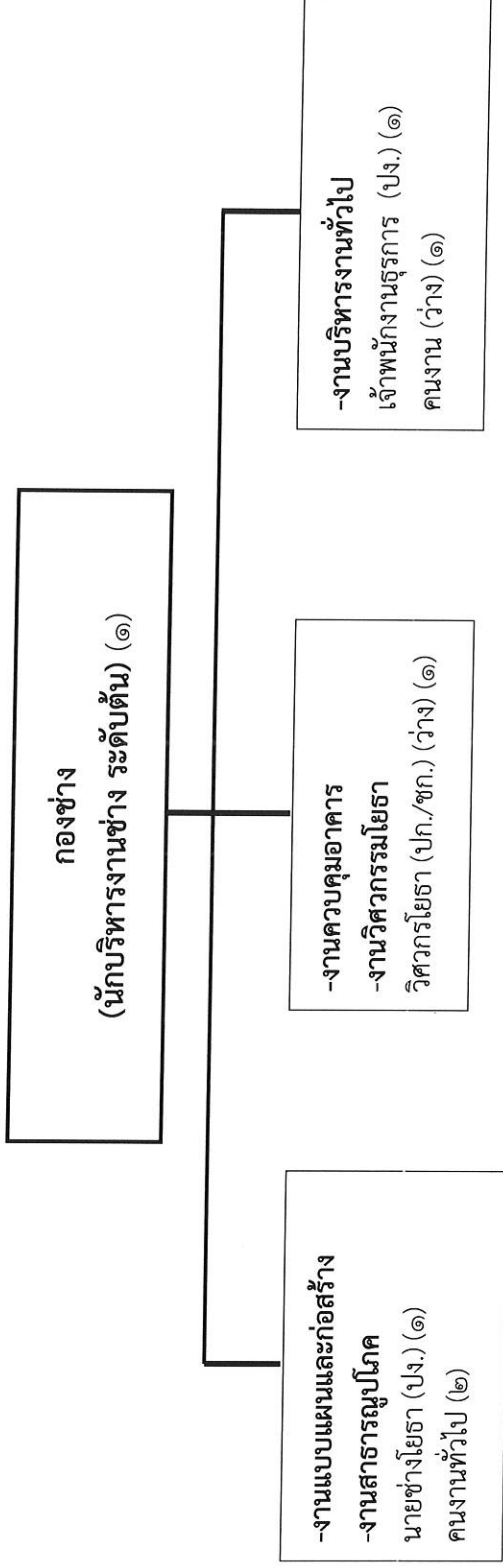 กองช่าง
(นักบริหารงานช่าง ระดับต้น) (๑)
-งานแบบแผนและก่อสร้าง
-งานสาธารณูปโภค
นายช่างโยธา (ปง.) (๑)
คนงานทั่วไป (๒)
-งานควบคุมอาคาร
-งานวิศวกรรมโยธา
วิศวกรโยธา (ปก./ชก.) (ว่าง) (๑)
-งานบริหารงานทั่วไป
เจ้าพนักงานธุรการ (ปง.) (๑)
คนงาน (ว่าง) (๑)